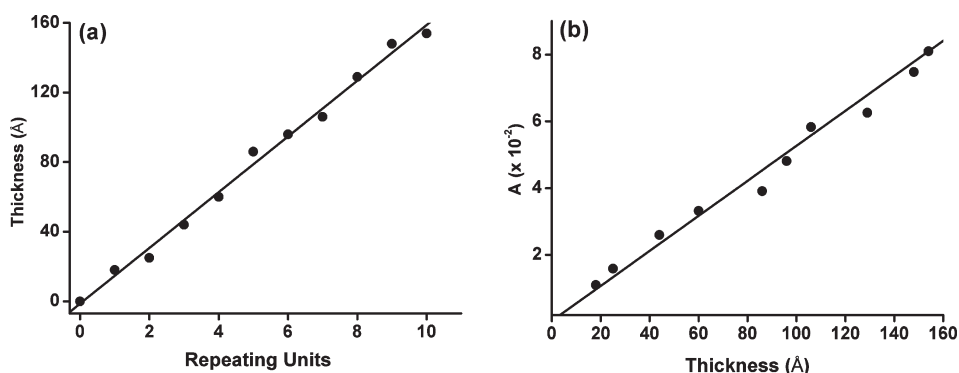 (a)
160
120
80
40
0
Thickness (Å)
0 2 4 6 8 10
Repeating Units
(b)
8
6
4
2
A (x 10⁻²)
0 20 40 60 80 100 120 140 160
Thickness (Å)